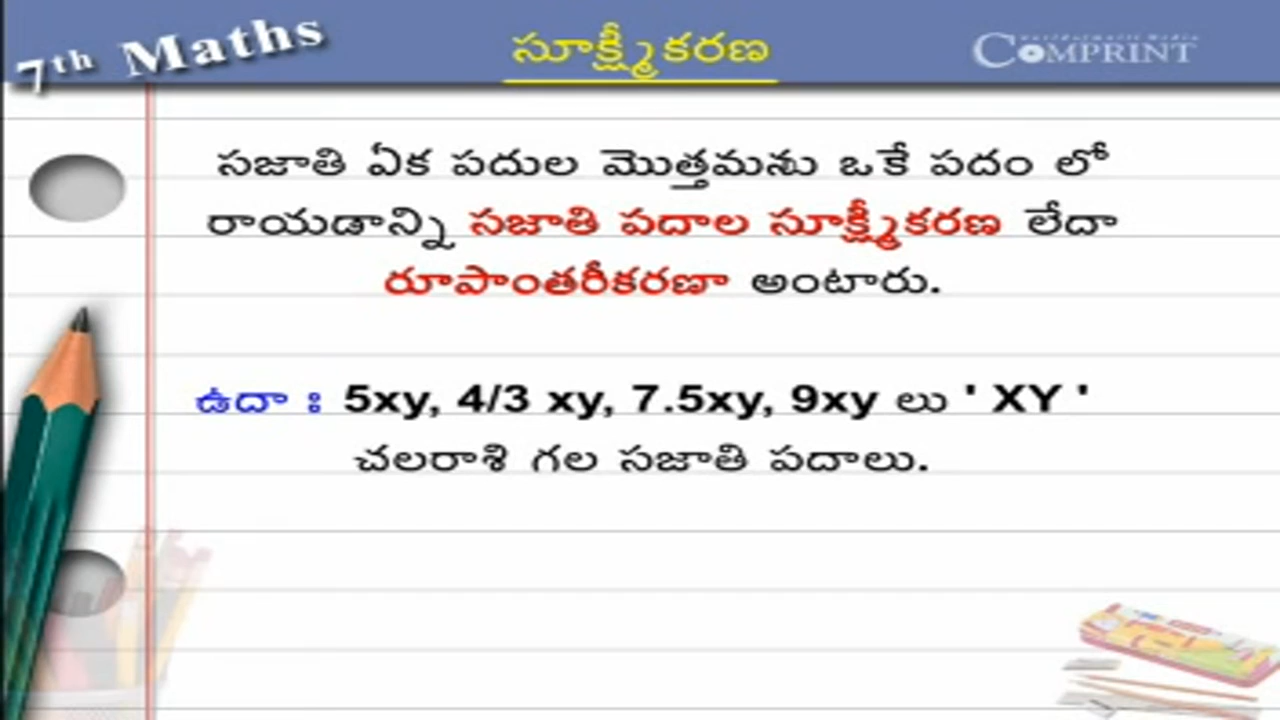 7th Maths
సూక్ష్మీకరణ
COMPRINT
సజాతి ఏక పదుల మొత్తమును ఒకే పదం లో
రాయడాన్ని సజాతి పదాల సూక్ష్మీకరణ లేదా
రూపాంతరీకరణా అంటారు.
ఉదా : 5xy, 4/3 xy, 7.5xy, 9xy లు ' XY '
చలరాశి గల సజాతి పదాలు.